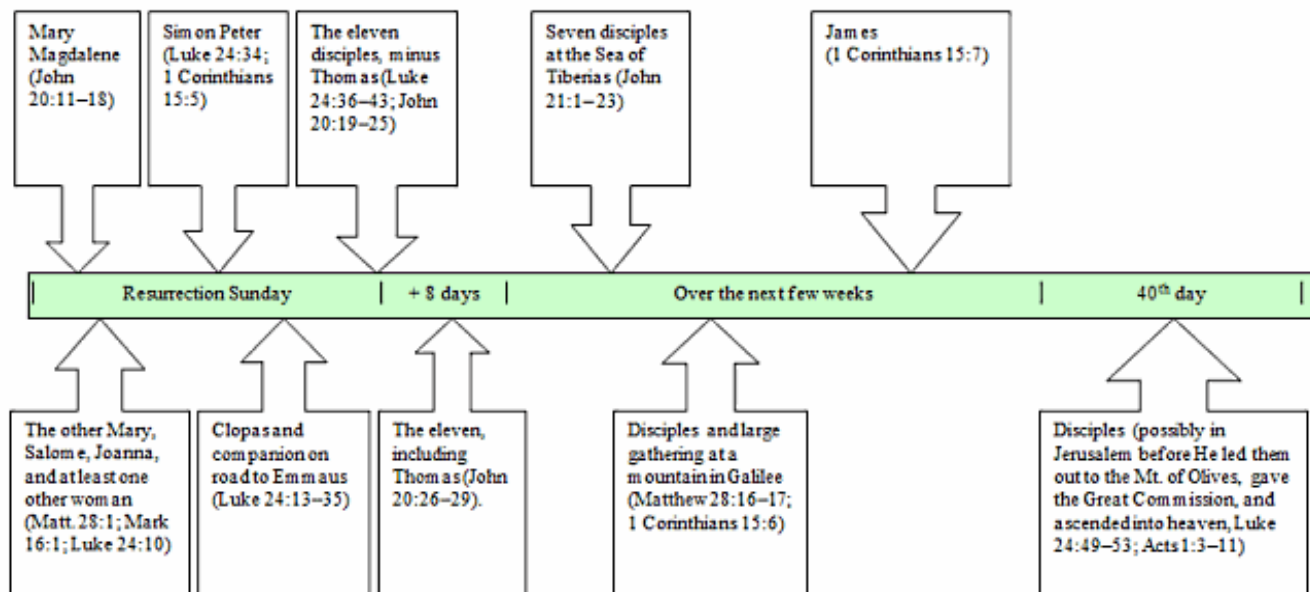 Mary
Magdalene
(John
20:11–18)
Simon Peter
(Luke 24:34;
1 Corinthians
15:5)
The eleven
disciples, minus
Thomas (Luke
24:36–43; John
20:19–25)
Seven disciples
at the Sea of
Tiberias (John
21:1–23)
James
(1 Corinthians 15:7)
| Resurrection Sunday | + 8 days | Over the next few weeks | 40th day |
The other Mary,
Salome, Joanna,
and at least one
other woman
(Matt. 28:1; Mark
16:1; Luke 24:10)
Clopas and
companion on
road to Emmaus
(Luke 24:13–35)
The eleven,
including
Thomas (John
20:26–29).
Disciples and large
gathering at a
mountain in Galilee
(Matthew 28:16–17;
1 Corinthians 15:6)
Disciples (possibly in
Jerusalem before He led them
out to the Mt. of Olives, gave
the Great Commission, and
ascended into heaven, Luke
24:49–53; Acts 1:3–11)